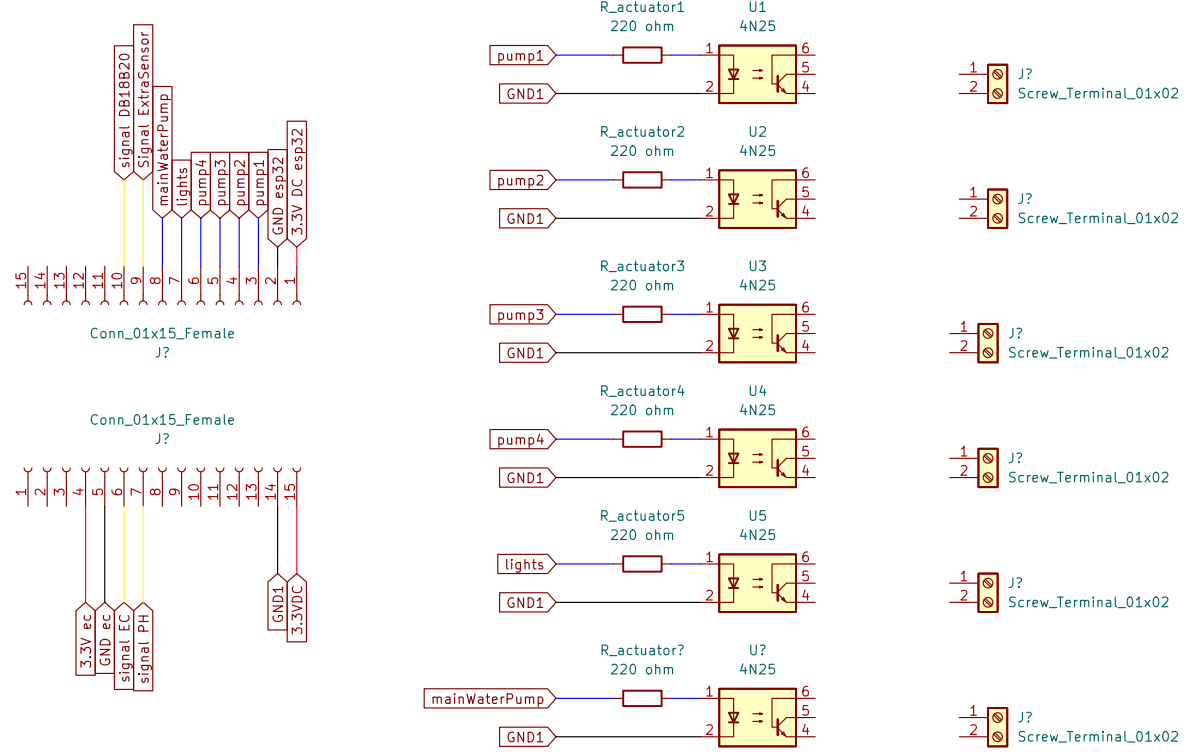 signal DB18B20
Signal ExtraSensor
mainWaterPump
lights
pump4
pump3
pump2
pump1
GND esp32
3.3V DC esp32
15 14 13 12 11 10 9 8 7 6 5 4 3 2 1
Conn_01x15_Female
J?
Conn_01x15_Female
J?
1 2 3 4 5 6 7 8 9 10 11 12 13 14 15
3.3V ec
GND ec
signal EC
signal PH
GND1
3.3VDC
R_actuator1
220 ohm
U1
4N25
pump1
GND1
1
2
6
5
4
1
2
J?
Screw_Terminal_01x02
R_actuator2
220 ohm
U2
4N25
pump2
GND1
1
2
6
5
4
1
2
J?
Screw_Terminal_01x02
R_actuator3
220 ohm
U3
4N25
pump3
GND1
1
2
6
5
4
1
2
J?
Screw_Terminal_01x02
R_actuator4
220 ohm
U4
4N25
pump4
GND1
1
2
6
5
4
1
2
J?
Screw_Terminal_01x02
R_actuator5
220 ohm
U5
4N25
lights
GND1
1
2
6
5
4
1
2
J?
Screw_Terminal_01x02
R_actuator?
220 ohm
U?
4N25
mainWaterPump
GND1
1
2
6
5
4
1
2
J?
Screw_Terminal_01x02